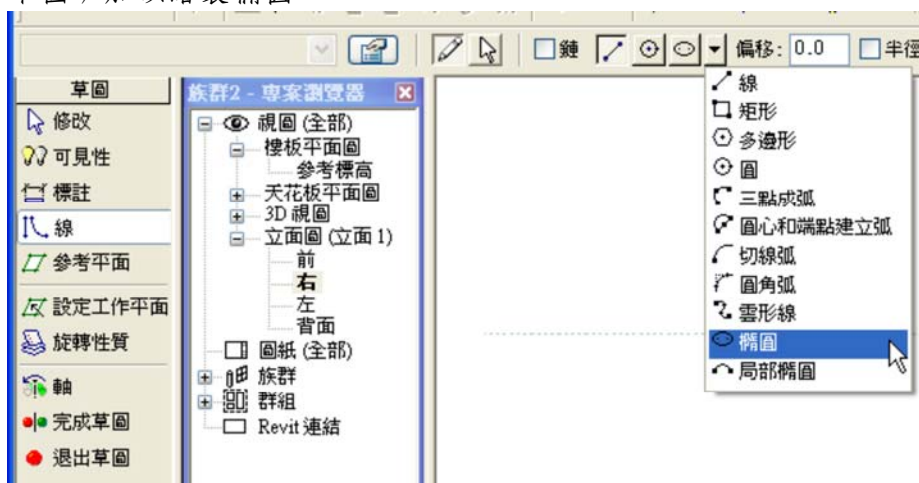 鏈
偏移: 0.0
半徑
草圖
修改
可見性
標註
線
參考平面
設定工作平面
旋轉性質
軸
完成草圖
退出草圖
族群2 - 專案瀏覽器
視圖 (全部)
樓板平面圖
參考標高
天花板平面圖
3D 視圖
立面圖 (立面 1)
前
右
左
背面
圖紙 (全部)
族群
群組
Revit 連結
線
矩形
多邊形
圓
三點成弧
圓心和端點建立弧
切線弧
圓角弧
雲形線
橢圓
局部橢圓